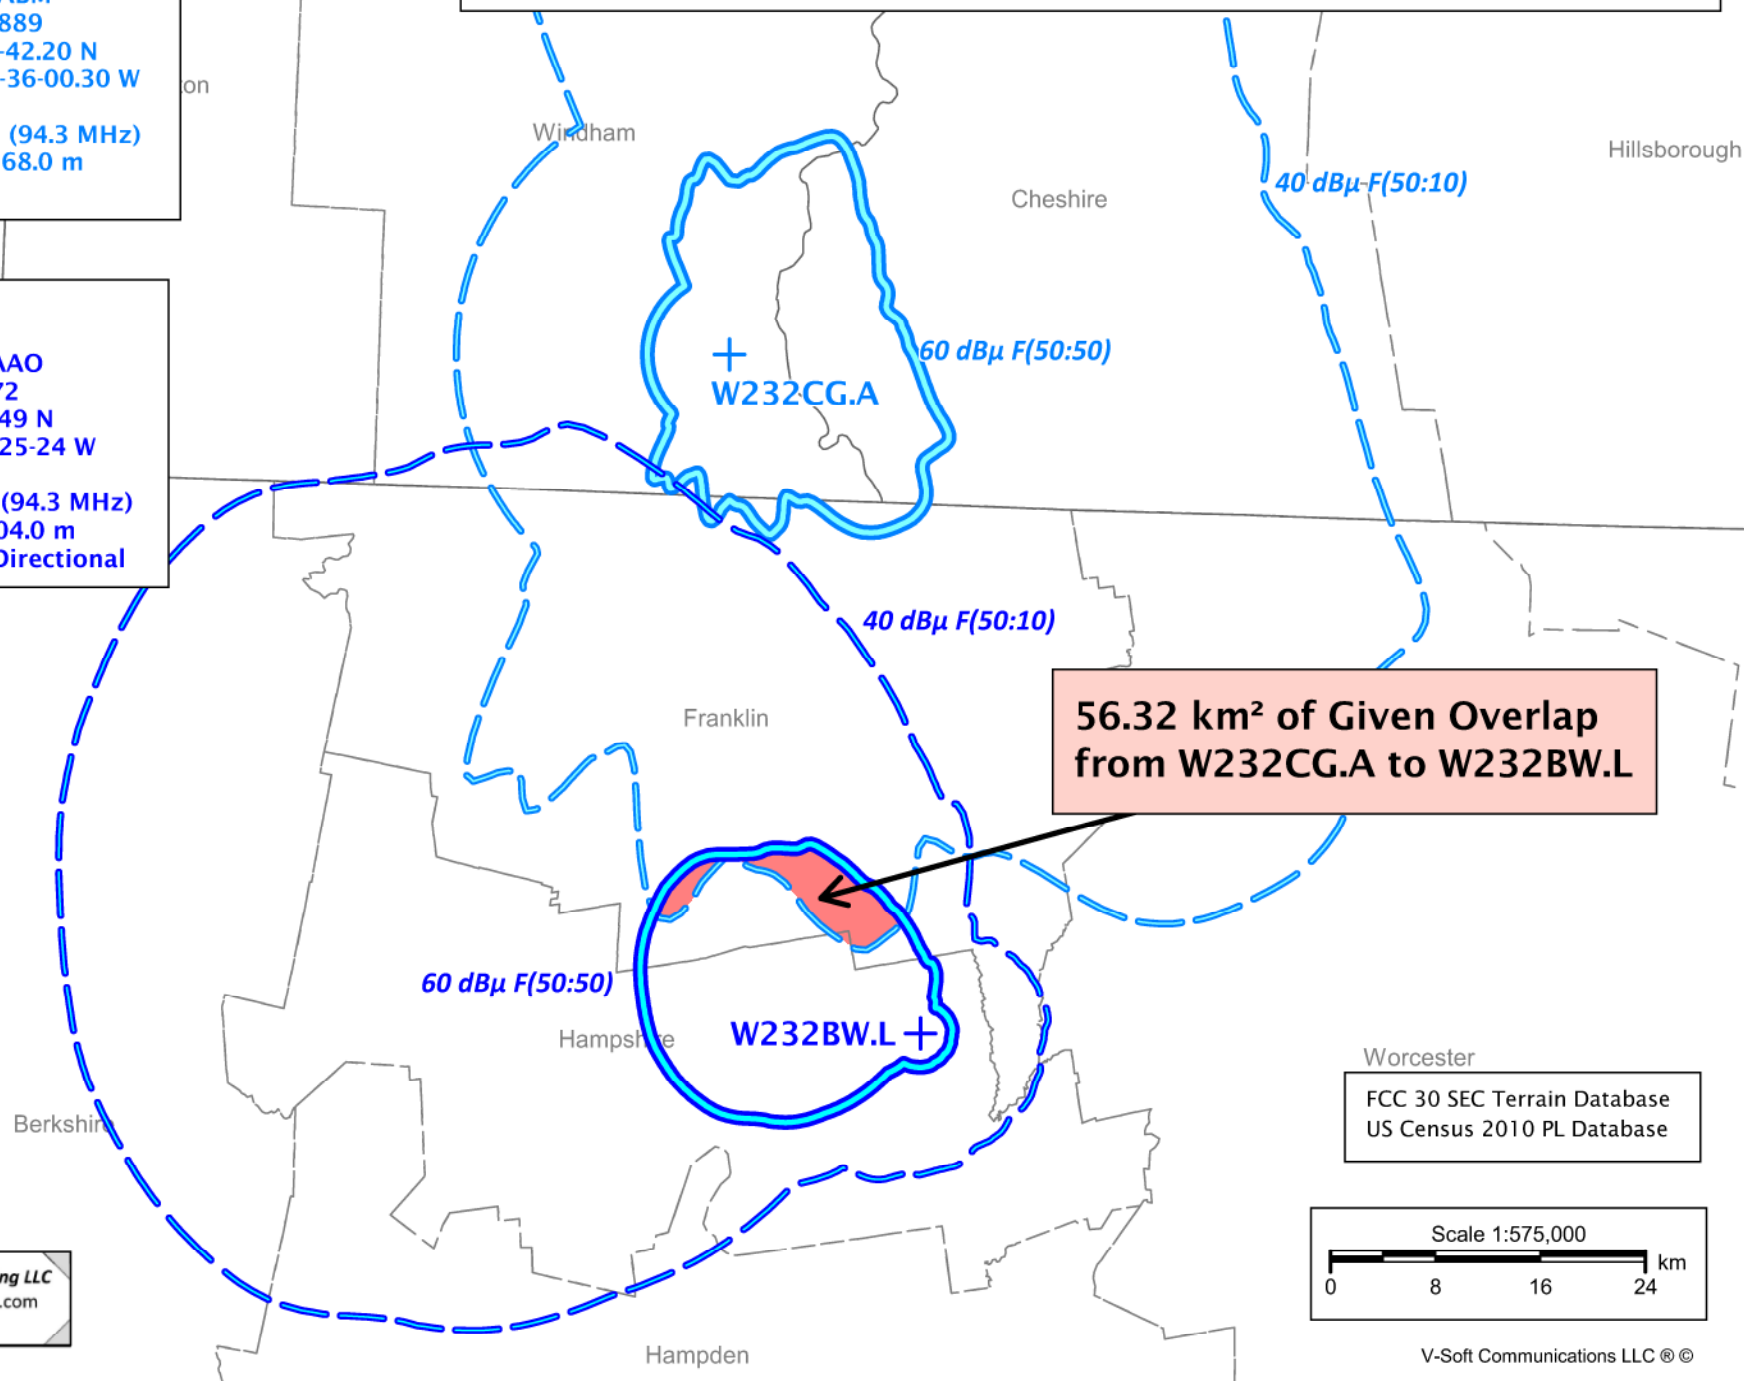 889
-42.20 N
-36-00.30 W
(94.3 MHz)
68.0 m
AAO
72
49 N
25-24 W
(94.3 MHz)
04.0 m
Directional
on
Windham
Cheshire
Hillsborough
40 dBµ F(50:10)
60 dBµ F(50:50)
W232CG.A
40 dBµ F(50:10)
Franklin
56.32 km² of Given Overlap
from W232CG.A to W232BW.L
60 dBµ F(50:50)
W232BW.L
Hampshire
Berkshire
Worcester
FCC 30 SEC Terrain Database
US Census 2010 PL Database
Scale 1:575,000
km
0 8 16 24
ng LLC
.com
Hampden
V-Soft Communications LLC ® ©